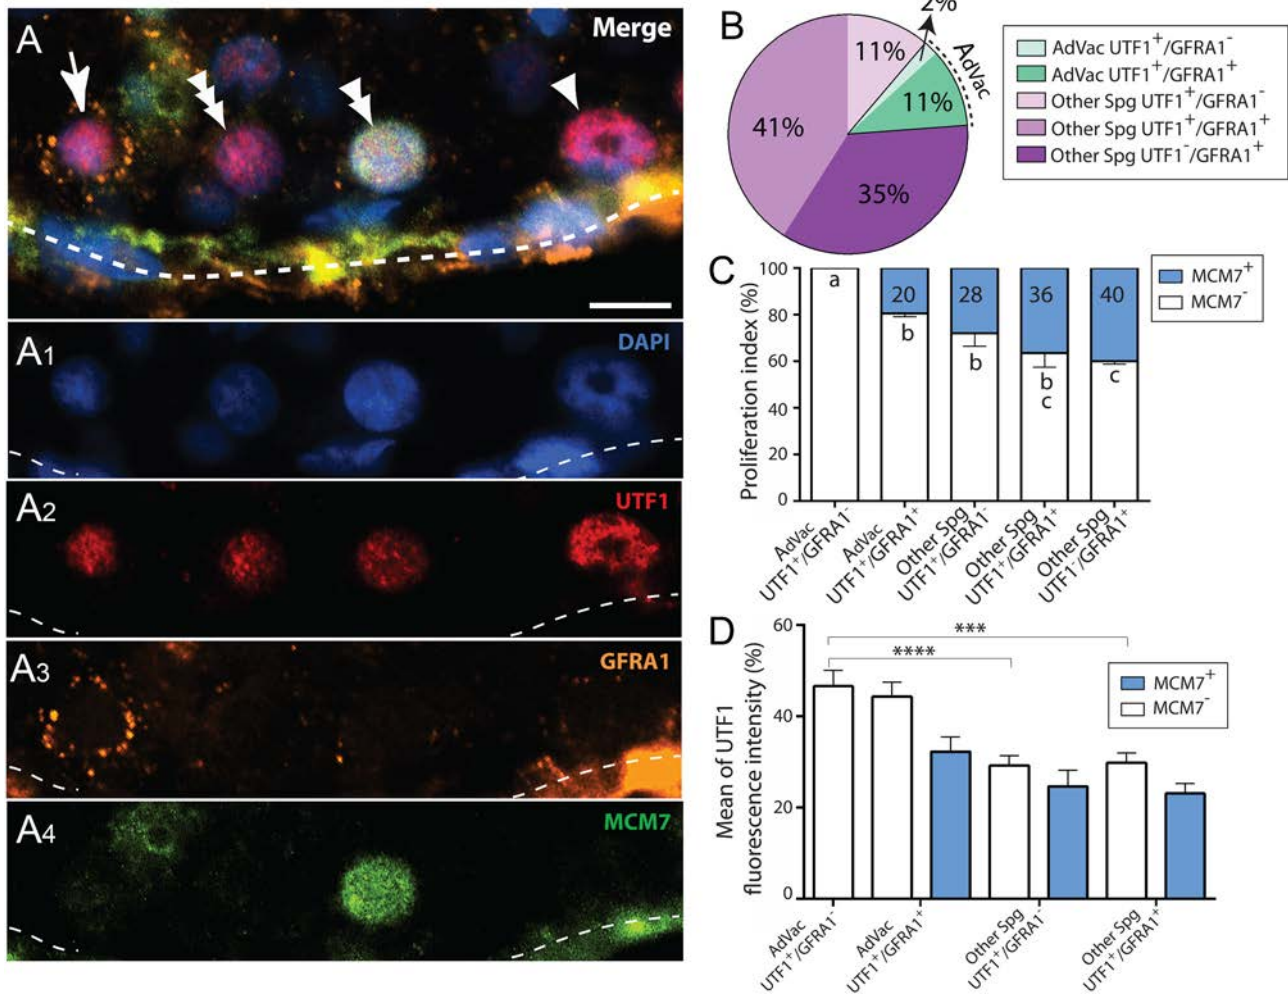 A
Merge
A1
DAPI
A2
UTF1
A3
GFRA1
A4
MCM7
B
2%
11%
AdVac
11%
41%
35%
AdVac UTF1+/GFRA1-
AdVac UTF1+/GFRA1+
Other Spg UTF1+/GFRA1-
Other Spg UTF1+/GFRA1+
Other Spg UTF1-/GFRA1+
C
Proliferation index (%)
100
80
60
40
20
0
a
20
b
28
b
36
b
c
40
c
MCM7+
MCM7-
AdVac
UTF1+/GFRA1-
AdVac
UTF1+/GFRA1+
Other Spg
UTF1+/GFRA1-
Other Spg
UTF1+/GFRA1+
Other Spg
UTF1-/GFRA1+
D
Mean of UTF1
fluorescence intensity (%)
60
40
20
0
***
****
MCM7+
MCM7-
AdVac
UTF1+/GFRA1-
AdVac
UTF1+/GFRA1+
Other Spg
UTF1+/GFRA1-
Other Spg
UTF1+/GFRA1+